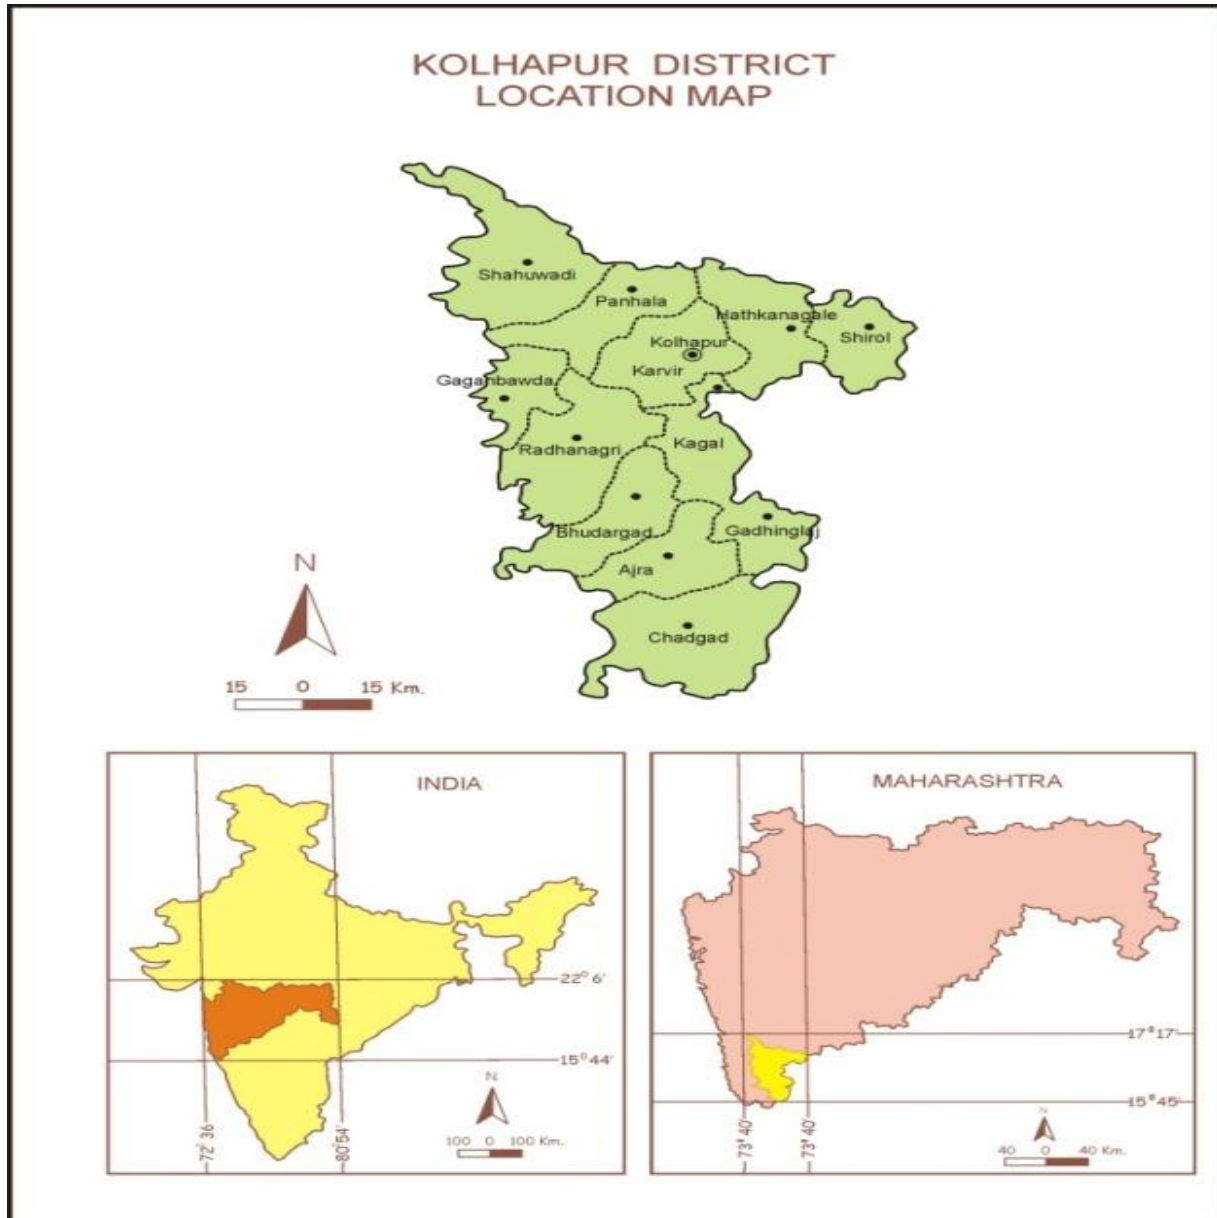 KOLHAPUR DISTRICT
LOCATION MAP
Shahuwadi
Panhala
Hathkanagale
Shirol
Kolhapur
Karvir
Gaganbawda
Radhanagri
Kagal
Bhudargad
Gadhinglaj
Ajra
Chadgad
N
15 0 15 Km.
INDIA
22° 6'
15° 44'
N
100 0 100 Km.
72° 36
80° 54'
MAHARASHTRA
17° 17'
15° 45'
N
40 0 40 Km.
73° 40'
73° 40'